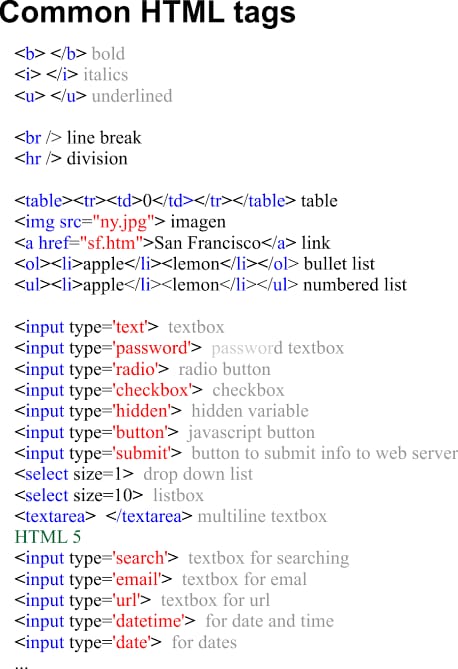 Common HTML tags
<b> </b> bold
<i> </i> italics
<u> </u> underlined
<br /> line break
<hr /> division
<table><tr><td>0</td></tr></table> table
<img src="ny.jpg"> imagen
<a href="sf.htm">San Francisco</a> link
<ol><li>apple</li><lemon</li></ol> bullet list
<ul><li>apple</li><lemon</li></ul> numbered list
<input type='text'> textbox
<input type='password'> password textbox
<input type='radio'> radio button
<input type='checkbox'> checkbox
<input type='hidden'> hidden variable
<input type='button'> javascript button
<input type='submit'> button to submit info to web server
<select size=1> drop down list
<select size=10> listbox
<textarea> </textarea> multiline textbox
HTML 5
<input type='search'> textbox for searching
<input type='email'> textbox for emal
<input type='url'> textbox for url
<input type='datetime'> for date and time
<input type='date'> for dates
...